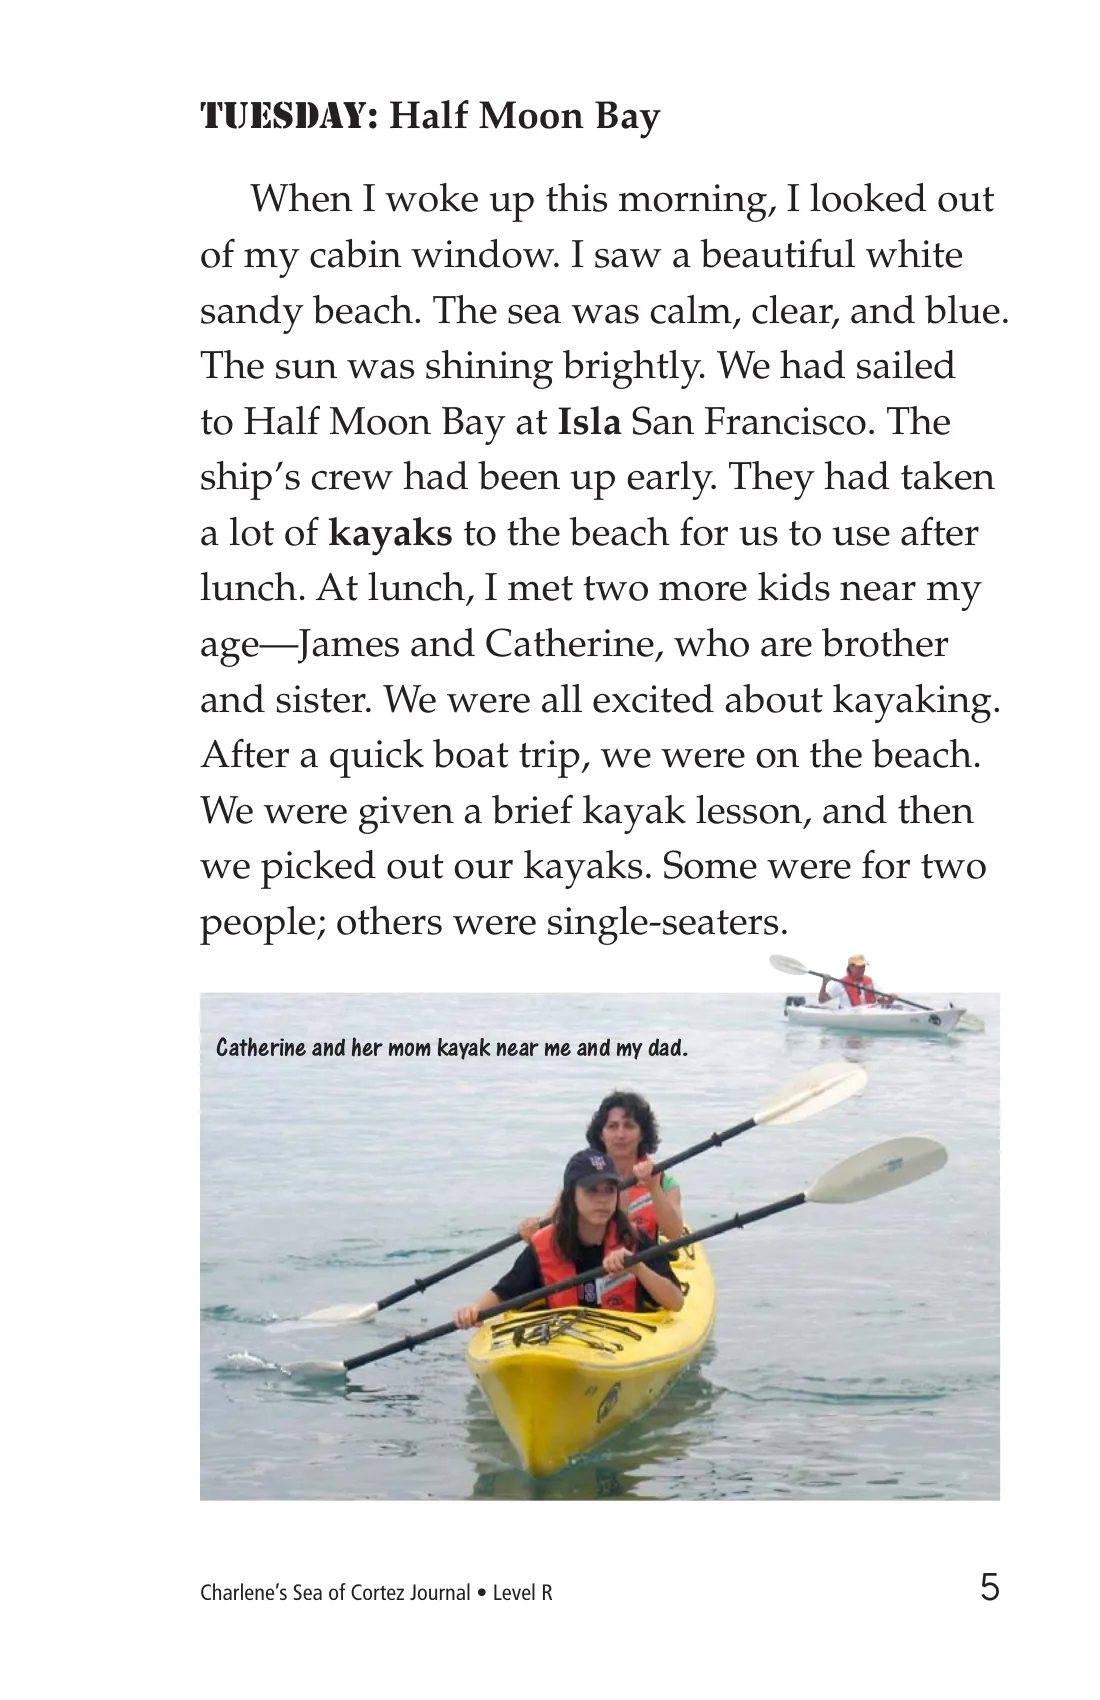 TUESDAY: Half Moon Bay
When I woke up this morning, I looked out
of my cabin window. I saw a beautiful white
sandy beach. The sea was calm, clear, and blue.
The sun was shining brightly. We had sailed
to Half Moon Bay at Isla San Francisco. The
ship’s crew had been up early. They had taken
a lot of kayaks to the beach for us to use after
lunch. At lunch, I met two more kids near my
age—James and Catherine, who are brother
and sister. We were all excited about kayaking.
After a quick boat trip, we were on the beach.
We were given a brief kayak lesson, and then
we picked out our kayaks. Some were for two
people; others were single-seaters.
Catherine and her mom kayak near me and my dad.
Charlene’s Sea of Cortez Journal • Level R
5